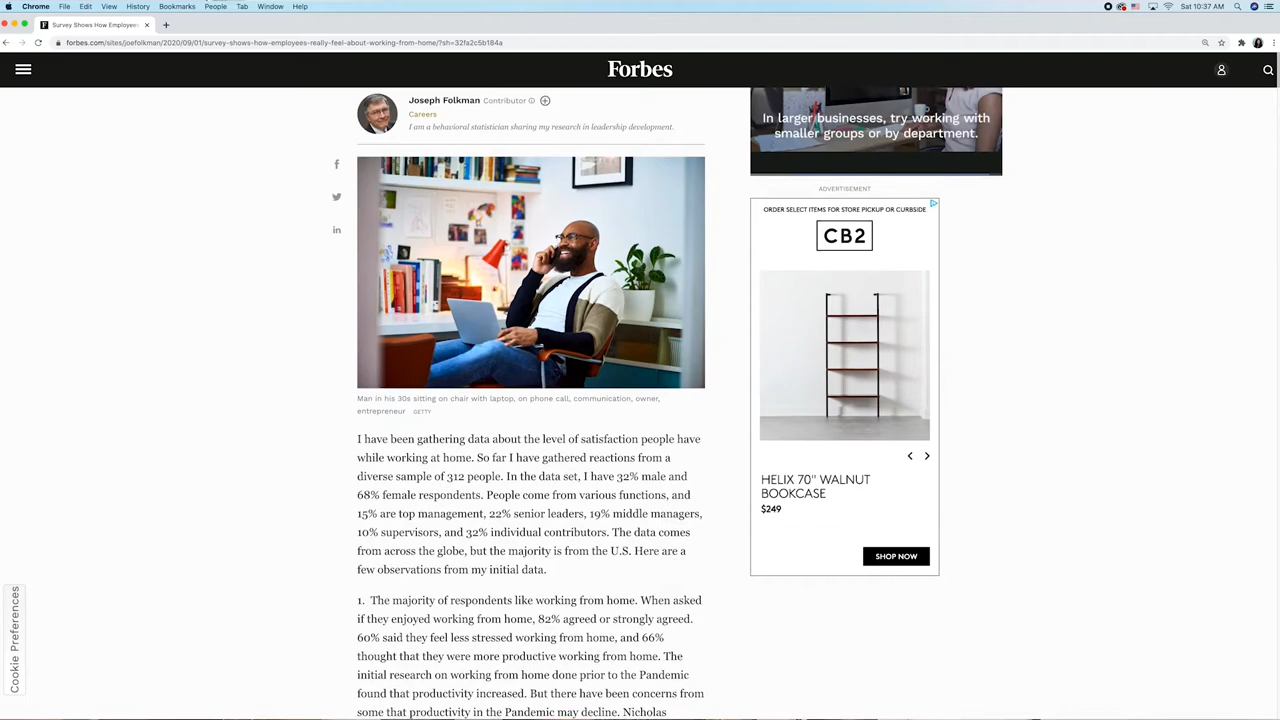 Chrome File Edit View History Bookmarks People Tab Window Help
Sat 10:37 AM
Survey Shows How Employees
forbes.com/sites/joefolkman/2020/09/01/survey-shows-how-employees-really-feel-about-working-from-home/?sh=32fa2c5b184a
Forbes
Joseph Folkman Contributor
Careers
I am a behavioral statistician sharing my research in leadership development.
Man in his 30s sitting on chair with laptop, on phone call, communication, owner,
entrepreneur GETTY
I have been gathering data about the level of satisfaction people have
while working at home. So far I have gathered reactions from a
diverse sample of 312 people. In the data set, I have 32% male and
68% female respondents. People come from various functions, and
15% are top management, 22% senior leaders, 19% middle managers,
10% supervisors, and 32% individual contributors. The data comes
from across the globe, but the majority is from the U.S. Here are a
few observations from my initial data.
1. The majority of respondents like working from home. When asked
if they enjoyed working from home, 82% agreed or strongly agreed.
60% said they feel less stressed working from home, and 66%
thought that they were more productive working from home. The
initial research on working from home done prior to the Pandemic
found that productivity increased. But there have been concerns from
some that productivity in the Pandemic may decline. Nicholas
In larger businesses, try working with
smaller groups or by department.
ADVERTISEMENT
ORDER SELECT ITEMS FOR STORE PICKUP OR CURBSIDE
CB2
HELIX 70" WALNUT
BOOKCASE
$249
SHOP NOW
Cookie Preferences